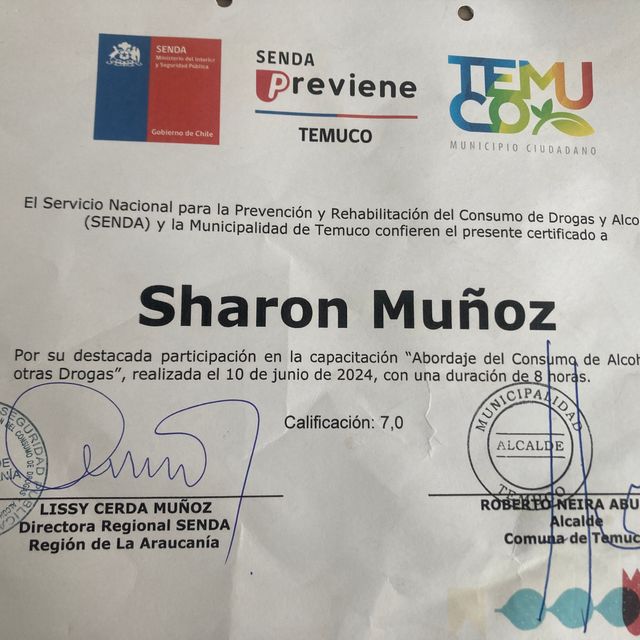 SENDA
Ministerio del Interior
y Seguridad Pública
Gobierno de Chile
SENDA
Previene
TEMUCO
TEMUCO
MUNICIPIO CIUDADANO
El Servicio Nacional para la Prevención y Rehabilitación del Consumo de Drogas y Alco
(SENDA) y la Municipalidad de Temuco confieren el presente certificado a
Sharon Muñoz
Por su destacada participación en la capacitación "Abordaje del Consumo de Alcoh
otras Drogas", realizada el 10 de junio de 2024, con una duración de 8 horas.
Calificación: 7,0
MUNICIPALIDAD
ALCALDE
TEMUCO
LISSY CERDA MUÑOZ
Directora Regional SENDA
Región de La Araucanía
ROBERTO NEIRA ABU
Alcalde
Comuna de Temuc